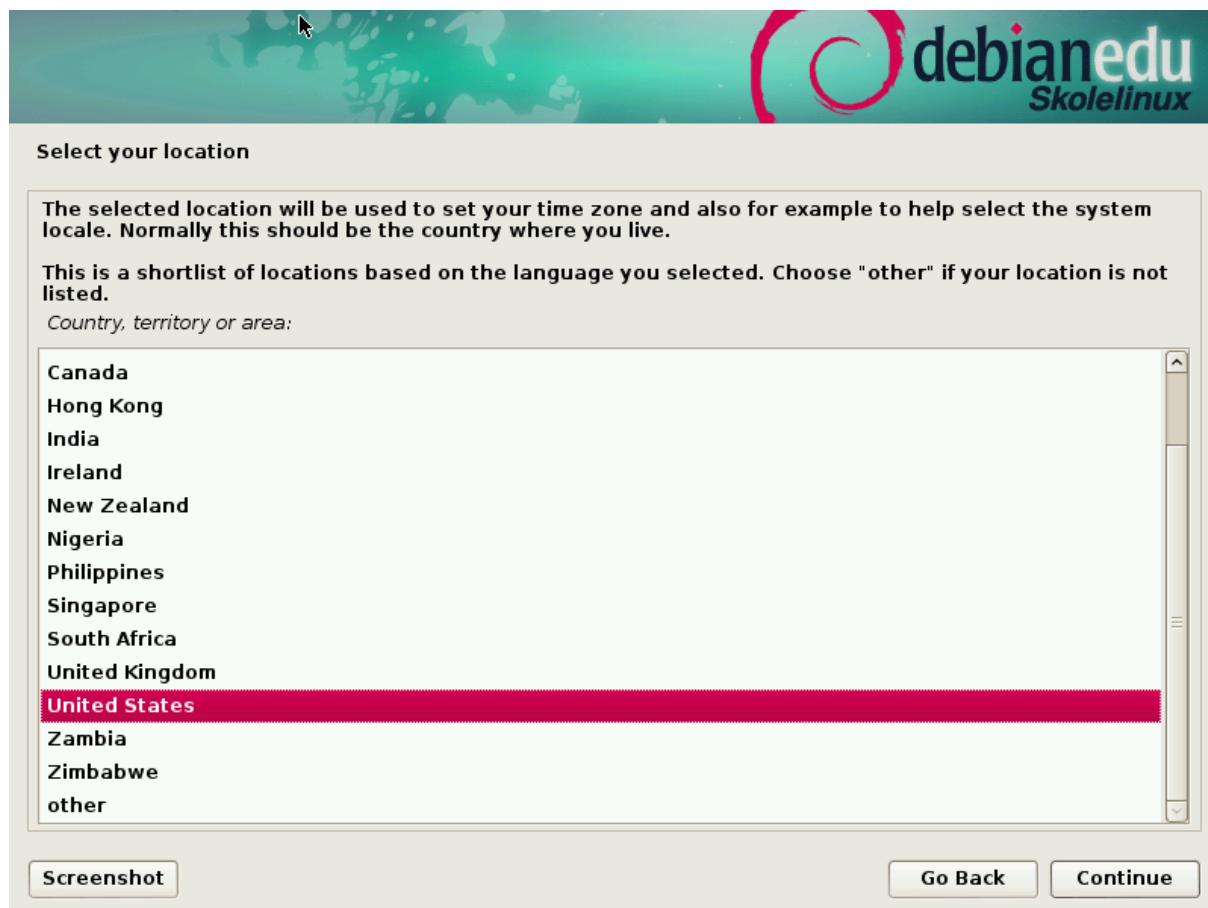 debianedu
Skolelinux
Select your location
The selected location will be used to set your time zone and also for example to help select the system
locale. Normally this should be the country where you live.
This is a shortlist of locations based on the language you selected. Choose "other" if your location is not
listed.
Country, territory or area:
Canada
Hong Kong
India
Ireland
New Zealand
Nigeria
Philippines
Singapore
South Africa
United Kingdom
United States
Zambia
Zimbabwe
other
Screenshot
Go Back
Continue